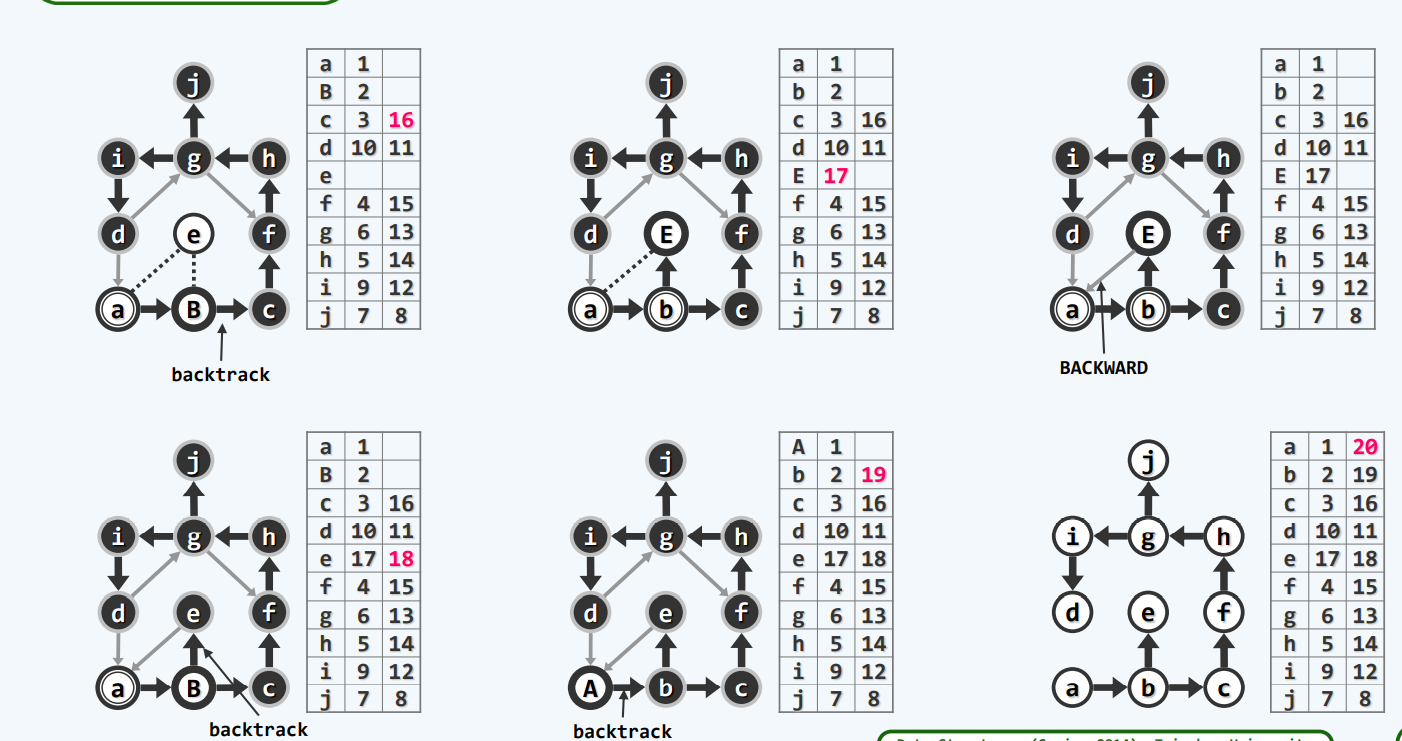 j
i g h
d e f
a B c
backtrack
a 1
B 2
c 3 16
d 10 11
e
f 4 15
g 6 13
h 5 14
i 9 12
j 7 8
j
i g h
d E f
a b c
a 1
b 2
c 3 16
d 10 11
E 17
f 4 15
g 6 13
h 5 14
i 9 12
j 7 8
j
i g h
d E f
a b c
BACKWARD
a 1
b 2
c 3 16
d 10 11
E 17
f 4 15
g 6 13
h 5 14
i 9 12
j 7 8
j
i g h
d e f
a B c
backtrack
a 1
B 2
c 3 16
d 10 11
e 17 18
f 4 15
g 6 13
h 5 14
i 9 12
j 7 8
j
i g h
d e f
A b c
backtrack
A 1
b 2 19
c 3 16
d 10 11
e 17 18
f 4 15
g 6 13
h 5 14
i 9 12
j 7 8
j
i g h
d e f
a b c
a 1 20
b 2 19
c 3 16
d 10 11
e 17 18
f 4 15
g 6 13
h 5 14
i 9 12
j 7 8